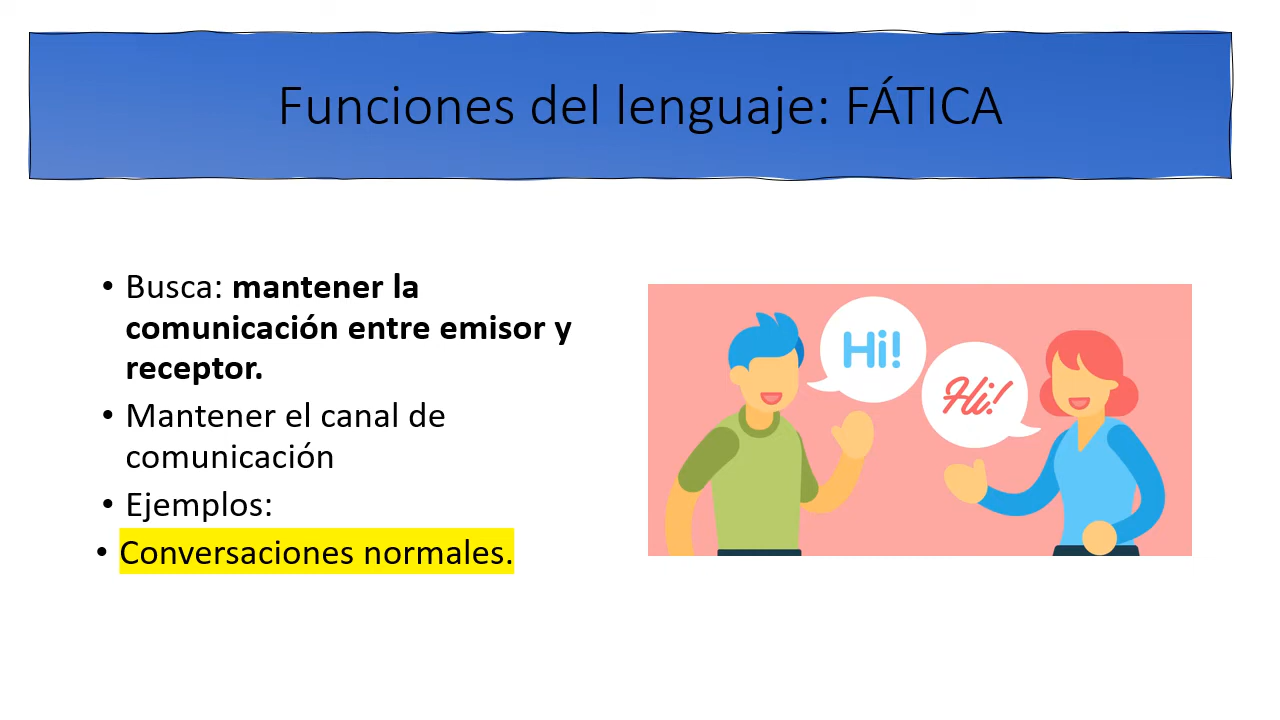 Funciones del lenguaje: FÁTICA
• Busca: mantener la
comunicación entre emisor y
receptor.
• Mantener el canal de
comunicación
• Ejemplos:
• Conversaciones normales.
Hi!
Hi!